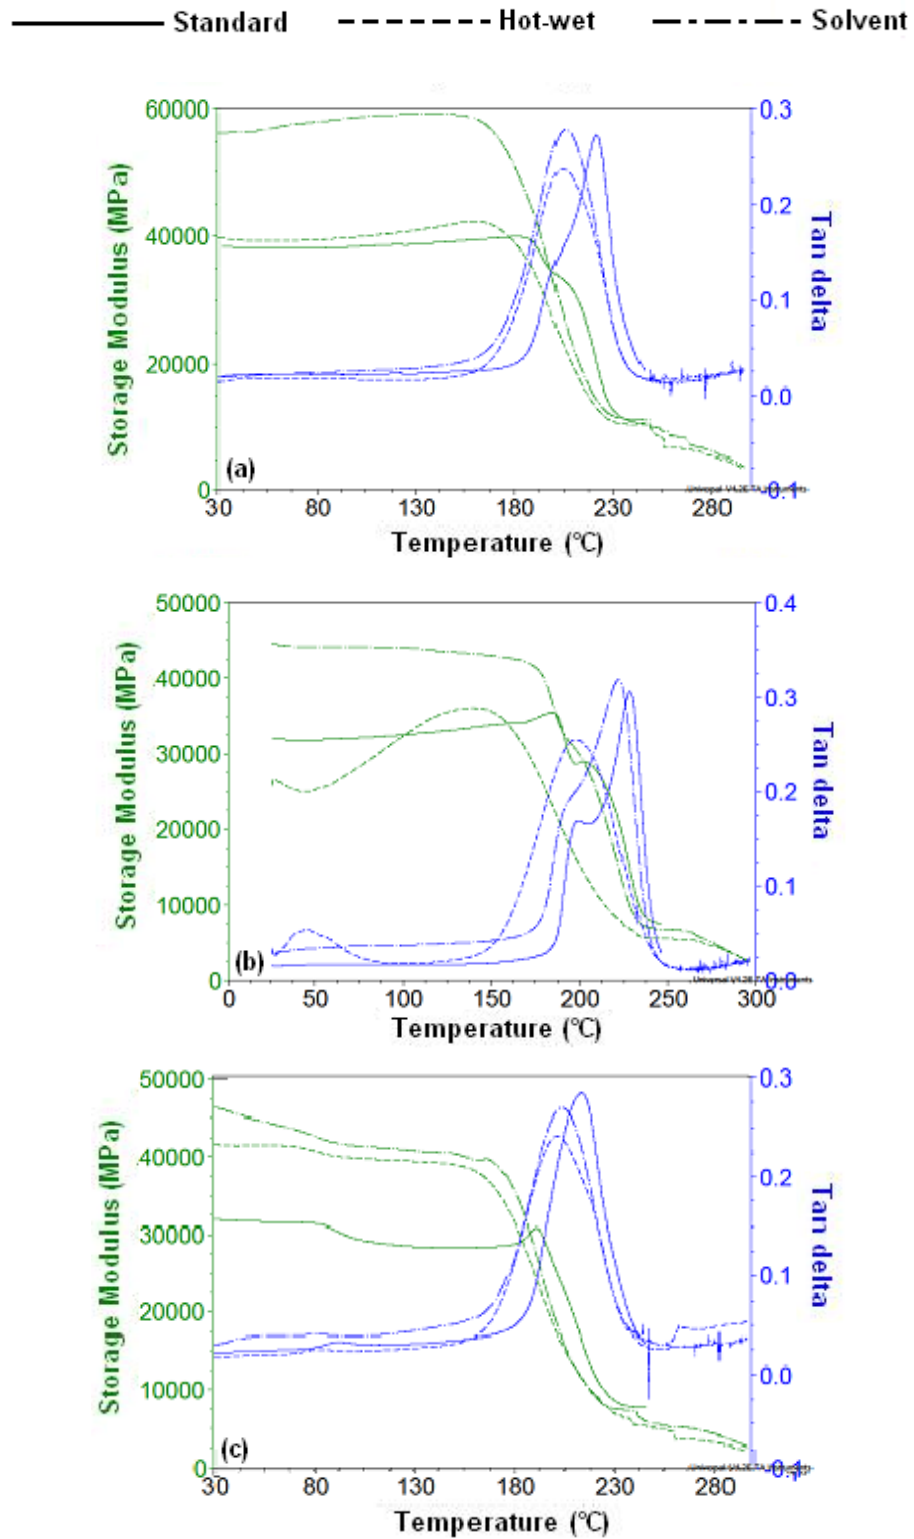 Standard Hot-wet Solvent
60000 0.3
40000 0.2
0.1
20000 0.0
(a)
0 -0.1
30 80 130 180 230 280
Storage Modulus (MPa)
Tan delta
Temperature (°C)
50000 0.4
40000
0.3
30000
0.2
20000
10000 0.1
(b)
0 0.0
0 50 100 150 200 250 300
Storage Modulus (MPa)
Tan delta
Temperature (°C)
50000 0.3
40000
0.2
30000
20000 0.1
10000 0.0
(c)
0 -0.1
30 80 130 180 230 280
Storage Modulus (MPa)
Tan delta
Temperature (°C)